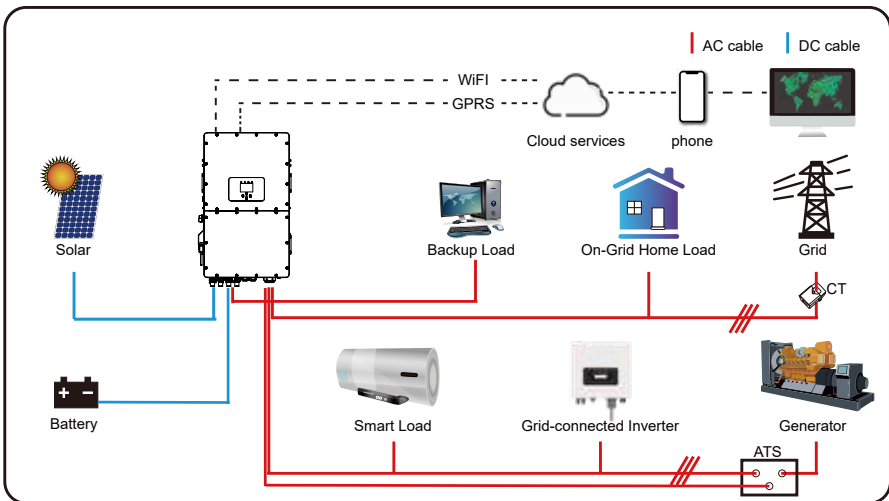 AC cable
DC cable
WiFI
GPRS
Cloud services
phone
Solar
Backup Load
On-Grid Home Load
Grid
CT
Battery
Smart Load
Grid-connected Inverter
Generator
ATS